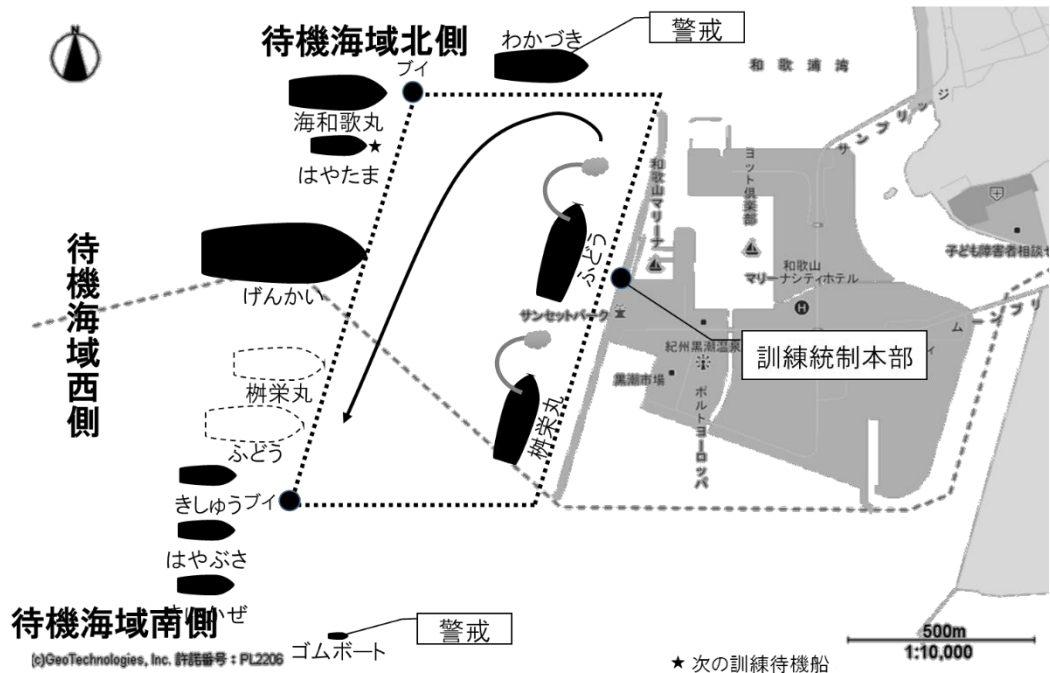 待機海域北側
わかづき
警戒
和歌浦湾
ブイ
海和歌丸
はやたま
★
サンブリッジ
和歌山マリーナ
ヨット倶楽部
ふどう
子ども障害者相談セ
待機海域西側
げんかい
和歌山
マリーナシティホテル
H
サンセットパーク
紀州黒潮温泉
訓練統制本部
黒潮市場
ポルトヨーロッパ
桝栄丸
桝栄丸
ふどう
きしゅう
ブイ
はやぶさ
かぜ
待機海域南側
ゴムボート
警戒
500m
1:10,000
(c)GeoTechnologies, Inc. 許諾番号：PL2206
★ 次の訓練待機船